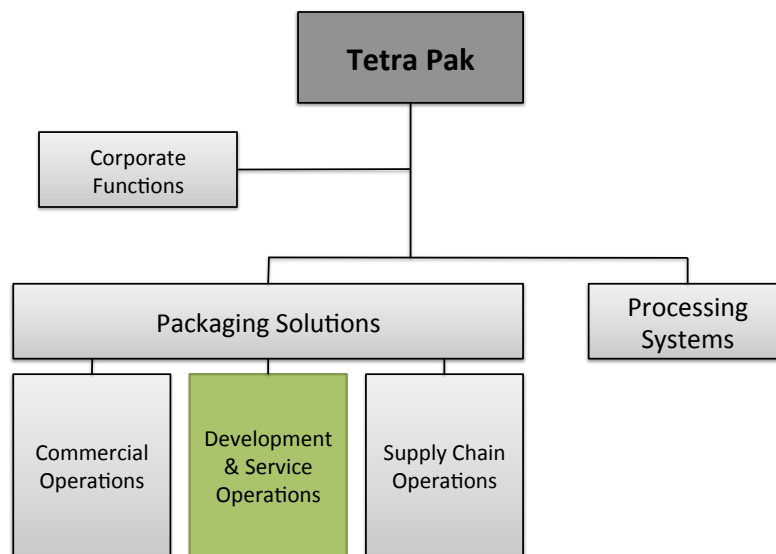 Tetra Pak
Corporate
Functions
Packaging Solutions
Processing
Systems
Commercial
Operations
Development
& Service
Operations
Supply Chain
Operations